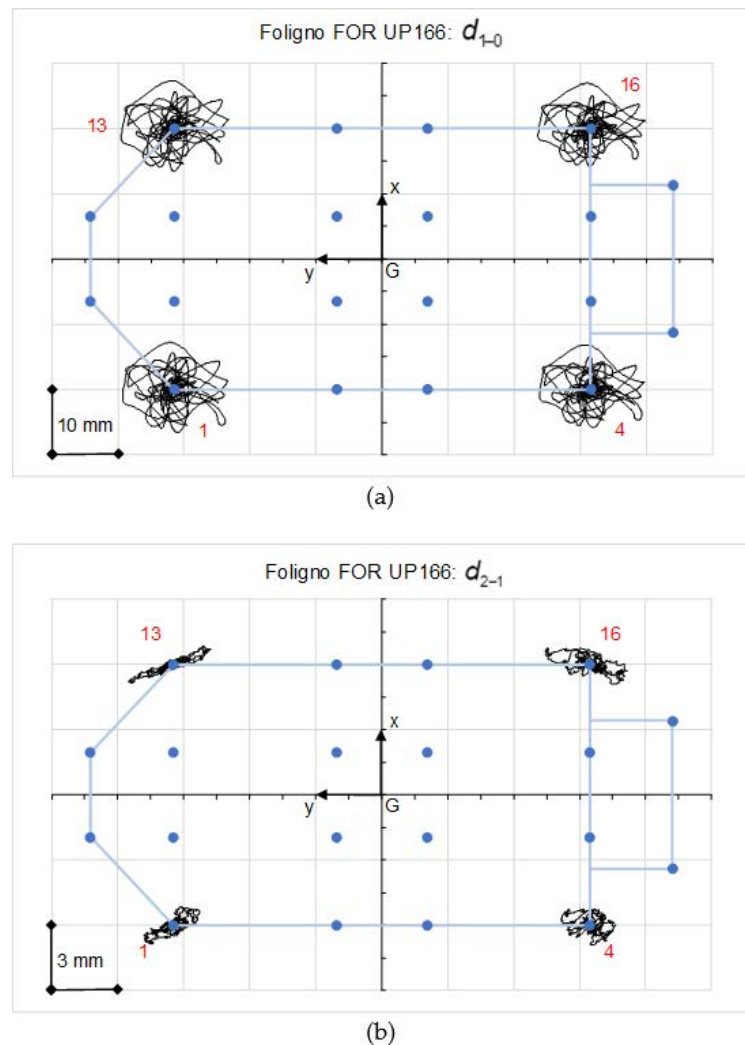 Foligno FOR UP166: d1–0
16
13
x
y
G
10 mm
1
4
(a)
Foligno FOR UP166: d2–1
13
16
x
y
G
3 mm
1
4
(b)